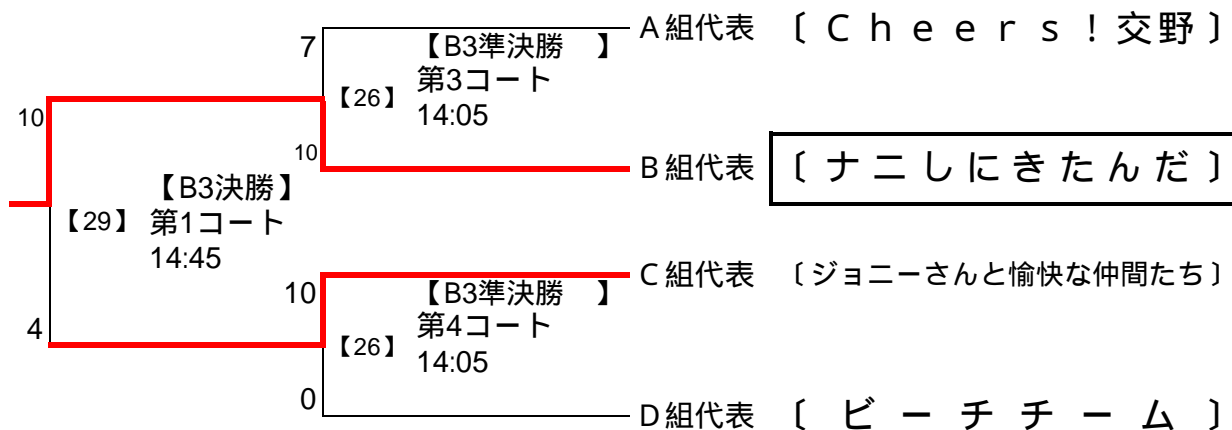 7
【B3準決勝　】
A組代表 〔Cheers!交野〕
【26】
第3コート
14:05
10
10
B組代表 〔ナニしにきたんだ〕
【B3決勝】
【29】
第1コート
14:45
C組代表 〔ジョニーさんと愉快な仲間たち〕
10
【B3準決勝　】
4
【26】
第4コート
14:05
0
D組代表 〔ビーチチーム〕